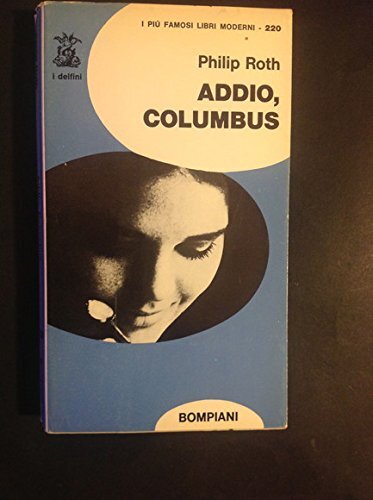 I PIÙ FAMOSI LIBRI MODERNI - 220
i delfini
Philip Roth
ADDIO,
COLUMBUS
BOMPIANI